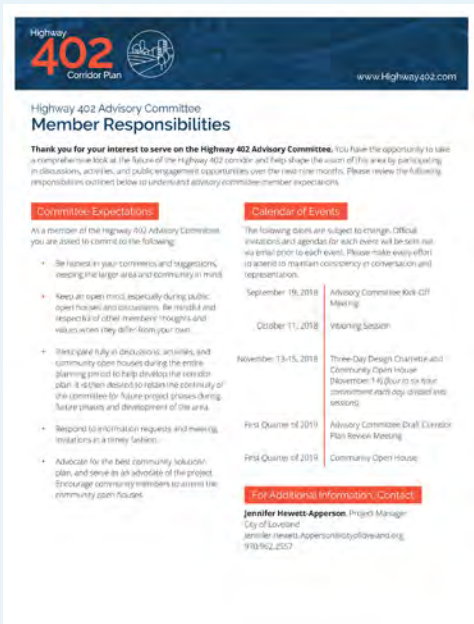 Highway
402
Corridor Plan
www.Highway402.com
Highway 402 Advisory Committee
Member Responsibilities
Thank you for your interest to serve on the Highway 402 Advisory Committee. You have the opportunity to take
a comprehensive look at the future of the Highway 402 corridor and help shape the vision of this area by participating
in discussions, activities, and public engagement opportunities over the next nine months. Please review the following
responsibilities outlined below to understand advisory committee member expectations.
Committee Expectations
As a member of the Highway 402 Advisory Committee
you are asked to commit to the following:
• Be honest in your comments and suggestions,
keeping the larger area and community in mind.
• Keep an open mind, especially during public
open houses and discussions. Be mindful and
respectful of other members' thoughts and
values when they differ from your own.
• Participate fully in discussions, activities, and
community open houses during the entire
planning period to help develop the corridor
plan. It is then desired to retain the continuity of
the committee for future project phases during
future phases and development of the area.
• Respond to information requests and meeting
invitations in a timely fashion.
• Advocate for the best community solution/
plan, and serve as an advocate of the project.
Encourage community members to attend the
community open houses.
Calendar of Events
The following dates are subject to change. Official
invitations and agendas for each event will be sent out
via email prior to each event. Please make every effort
to attend to maintain consistency in conversation and
representation.
September 19, 2018 Advisory Committee Kick-Off
Meeting
October 11, 2018 Visioning Session
November 13-15, 2018 Three-Day Design Charrette and
Community Open House
(November 14) (four to six hour
commitment each day, divided into
sessions)
First Quarter of 2019 Advisory Committee Draft Corridor
Plan Review Meeting
First Quarter of 2019 Community Open House
For Additional Information, Contact
Jennifer Hewett-Apperson, Project Manager
City of Loveland
Jennifer.Hewett-Apperson@cityofloveland.org
970.962.2557